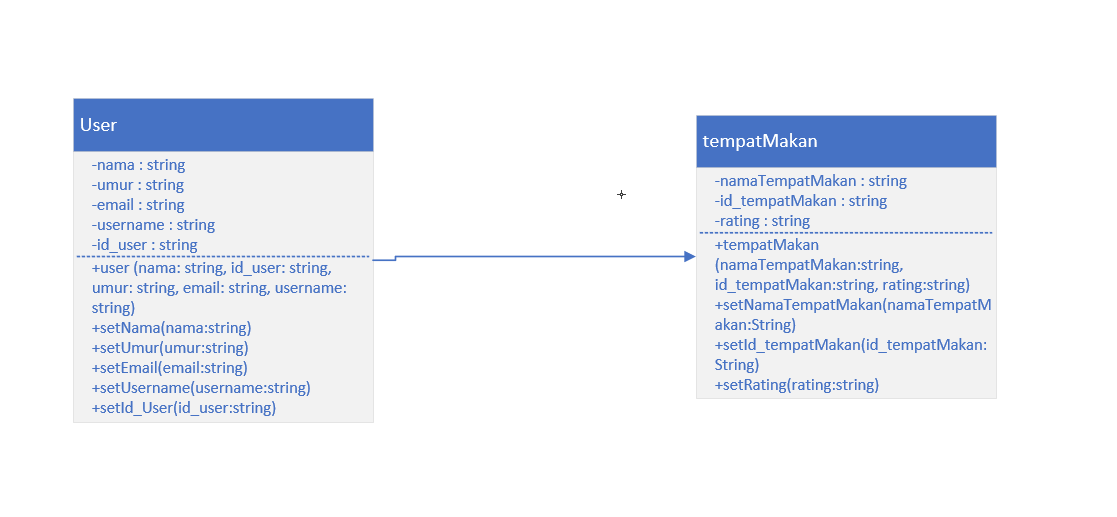 User
-nama : string
-umur : string
-email : string
-username : string
-id_user : string
+user (nama: string, id_user: string,
umur: string, email: string, username:
string)
+setNama(nama:string)
+setUmur(umur:string)
+setEmail(email:string)
+setUsername(username:string)
+setId_User(id_user:string)
tempatMakan
-namaTempatMakan : string
-id_tempatMakan : string
-rating : string
+tempatMakan
(namaTempatMakan:string,
id_tempatMakan:string, rating:string)
+setNamaTempatMakan(namaTempatM
akan:String)
+setId_tempatMakan(id_tempatMakan:
String)
+setRating(rating:string)